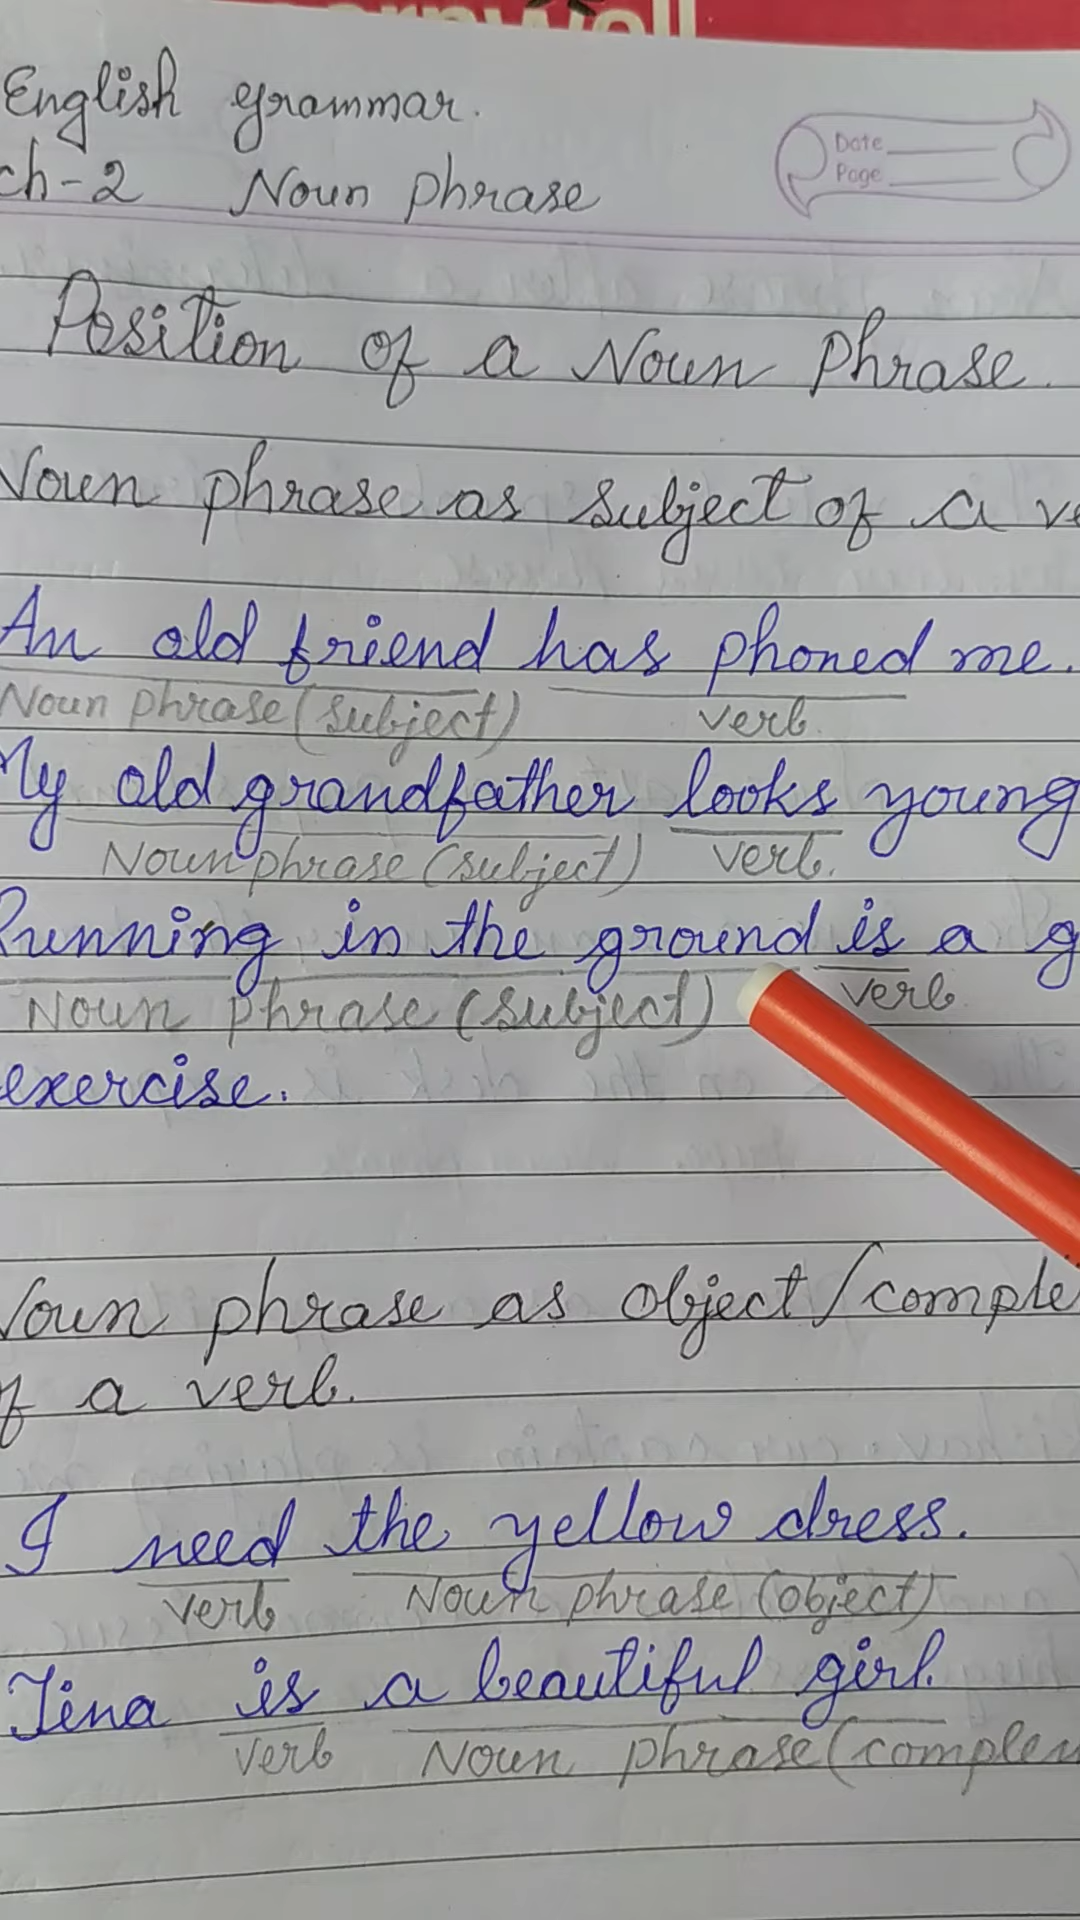 English grammar.
Date
ch-2 Noun phrase
Page
Position of a Noun Phrase.
Noun phrase as subject of a ve
An old friend has phoned me.
Noun phrase (subject) verb.
My old grandfather looks young
Noun phrase (subject) verb.
Running in the ground is a g
Noun phrase (subject) verb.
exercise.
Noun phrase as object/comple
of a verb.
I need the yellow dress.
verb Noun phrase (object)
Tina is a beautiful girl.
verb Noun phrase (complem